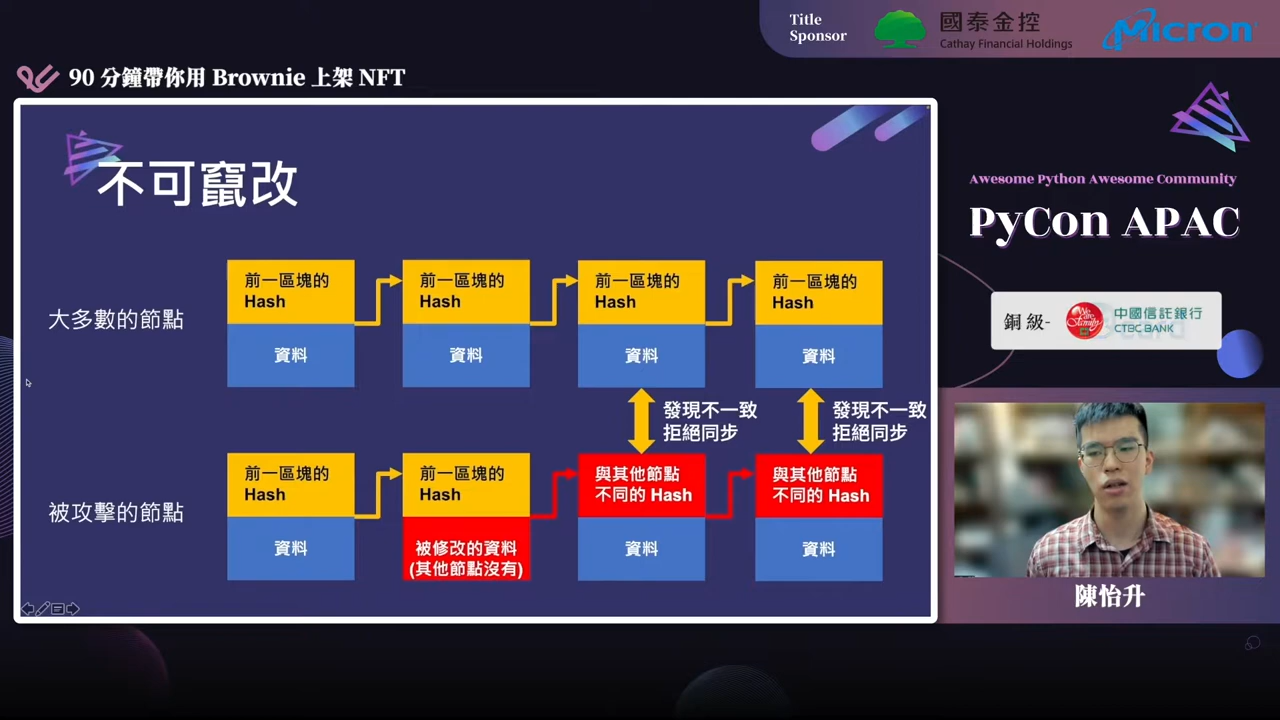 Title
Sponsor
國泰金控
Cathay Financial Holdings
Micron
90 分鐘帶你用 Brownie 上架 NFT
不可竄改
大多數的節點
前一區塊的
Hash
資料
前一區塊的
Hash
資料
前一區塊的
Hash
資料
前一區塊的
Hash
資料
發現不一致
拒絕同步
發現不一致
拒絕同步
被攻擊的節點
前一區塊的
Hash
資料
前一區塊的
Hash
被修改的資料
(其他節點沒有)
與其他節點
不同的 Hash
資料
與其他節點
不同的 Hash
資料
Awesome Python Awesome Community
PyCon APAC
銅級-
We are
Family
中國信託銀行
CTBC BANK
陳怡升